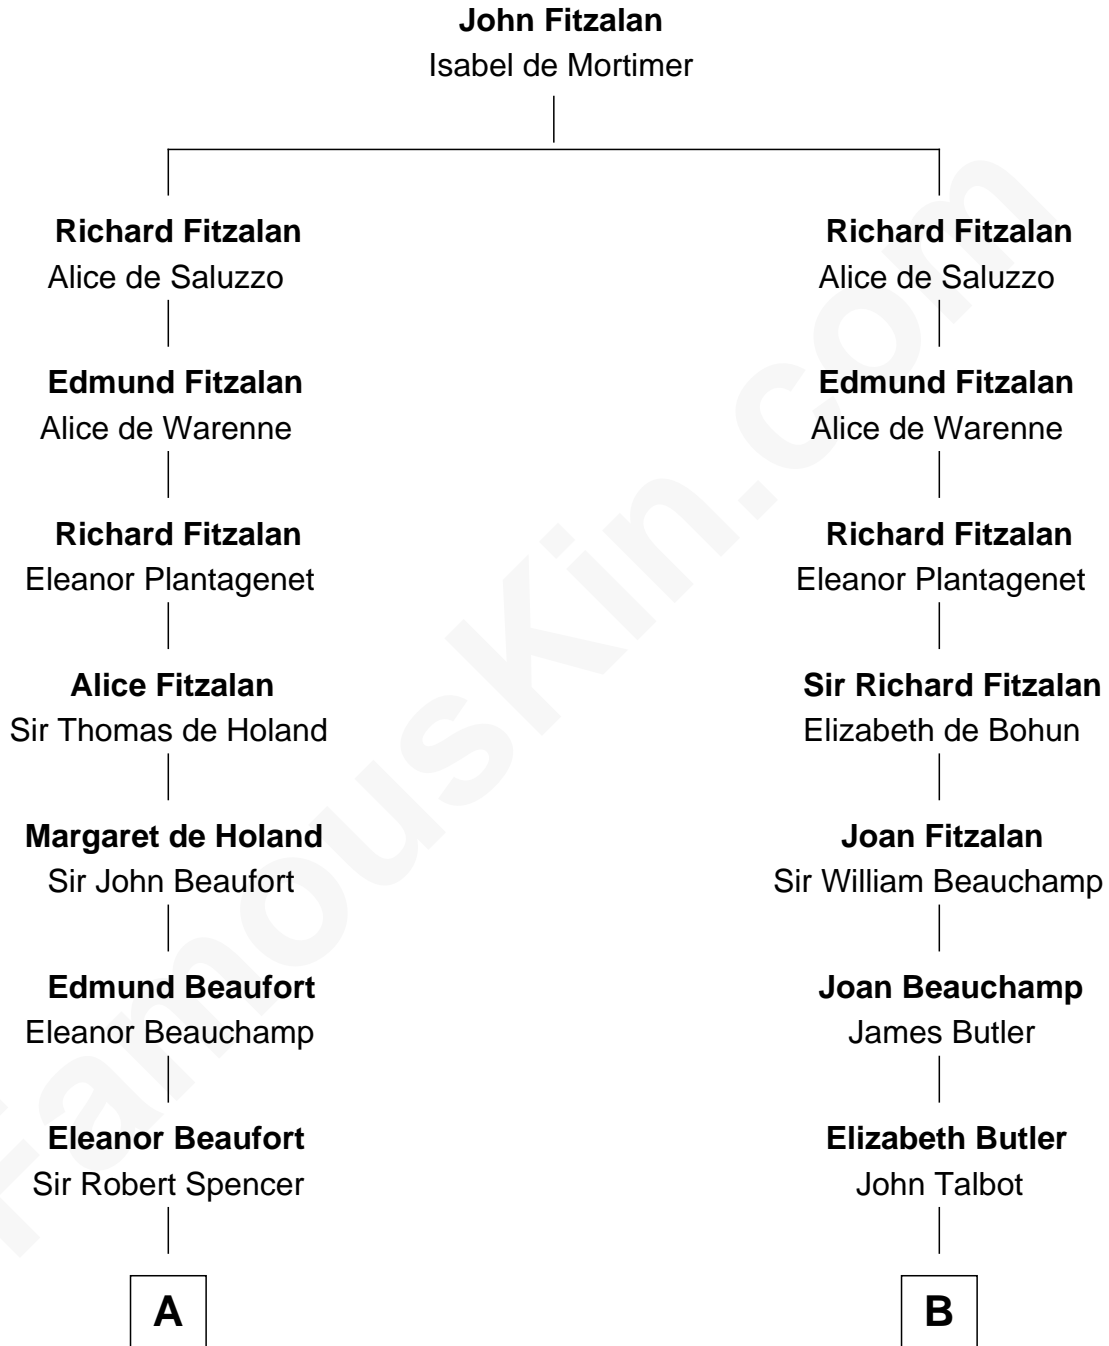 John Fitzalan
Isabel de Mortimer
Richard Fitzalan
Alice de Saluzzo
Richard Fitzalan
Alice de Saluzzo
Edmund Fitzalan
Alice de Warenne
Edmund Fitzalan
Alice de Warenne
Richard Fitzalan
Eleanor Plantagenet
Richard Fitzalan
Eleanor Plantagenet
Alice Fitzalan
Sir Thomas de Holand
Sir Richard Fitzalan
Elizabeth de Bohun
Margaret de Holand
Sir John Beaufort
Joan Fitzalan
Sir William Beauchamp
Edmund Beaufort
Eleanor Beauchamp
Joan Beauchamp
James Butler
Eleanor Beaufort
Sir Robert Spencer
Elizabeth Butler
John Talbot
A
B
FamousKin.com